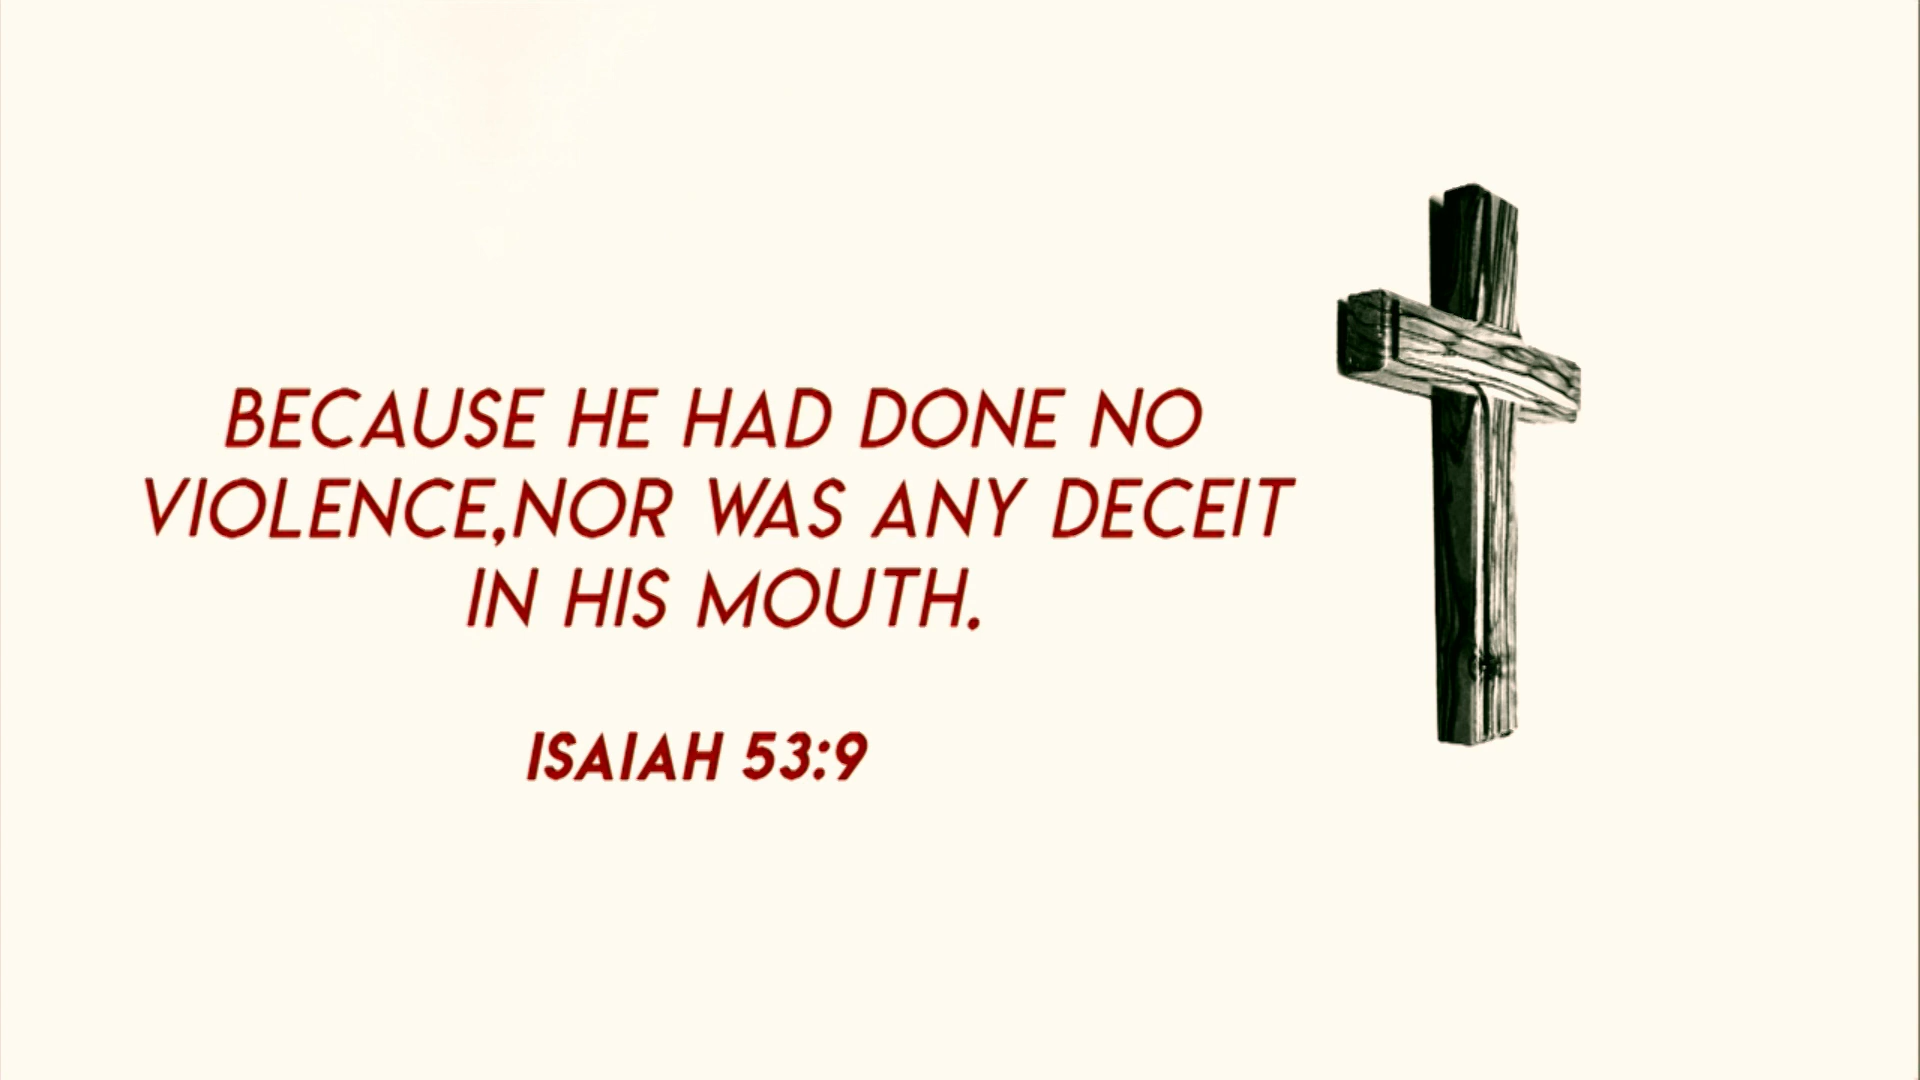 BECAUSE HE HAD DONE NO
VIOLENCE,NOR WAS ANY DECEIT
IN HIS MOUTH.
ISAIAH 53:9